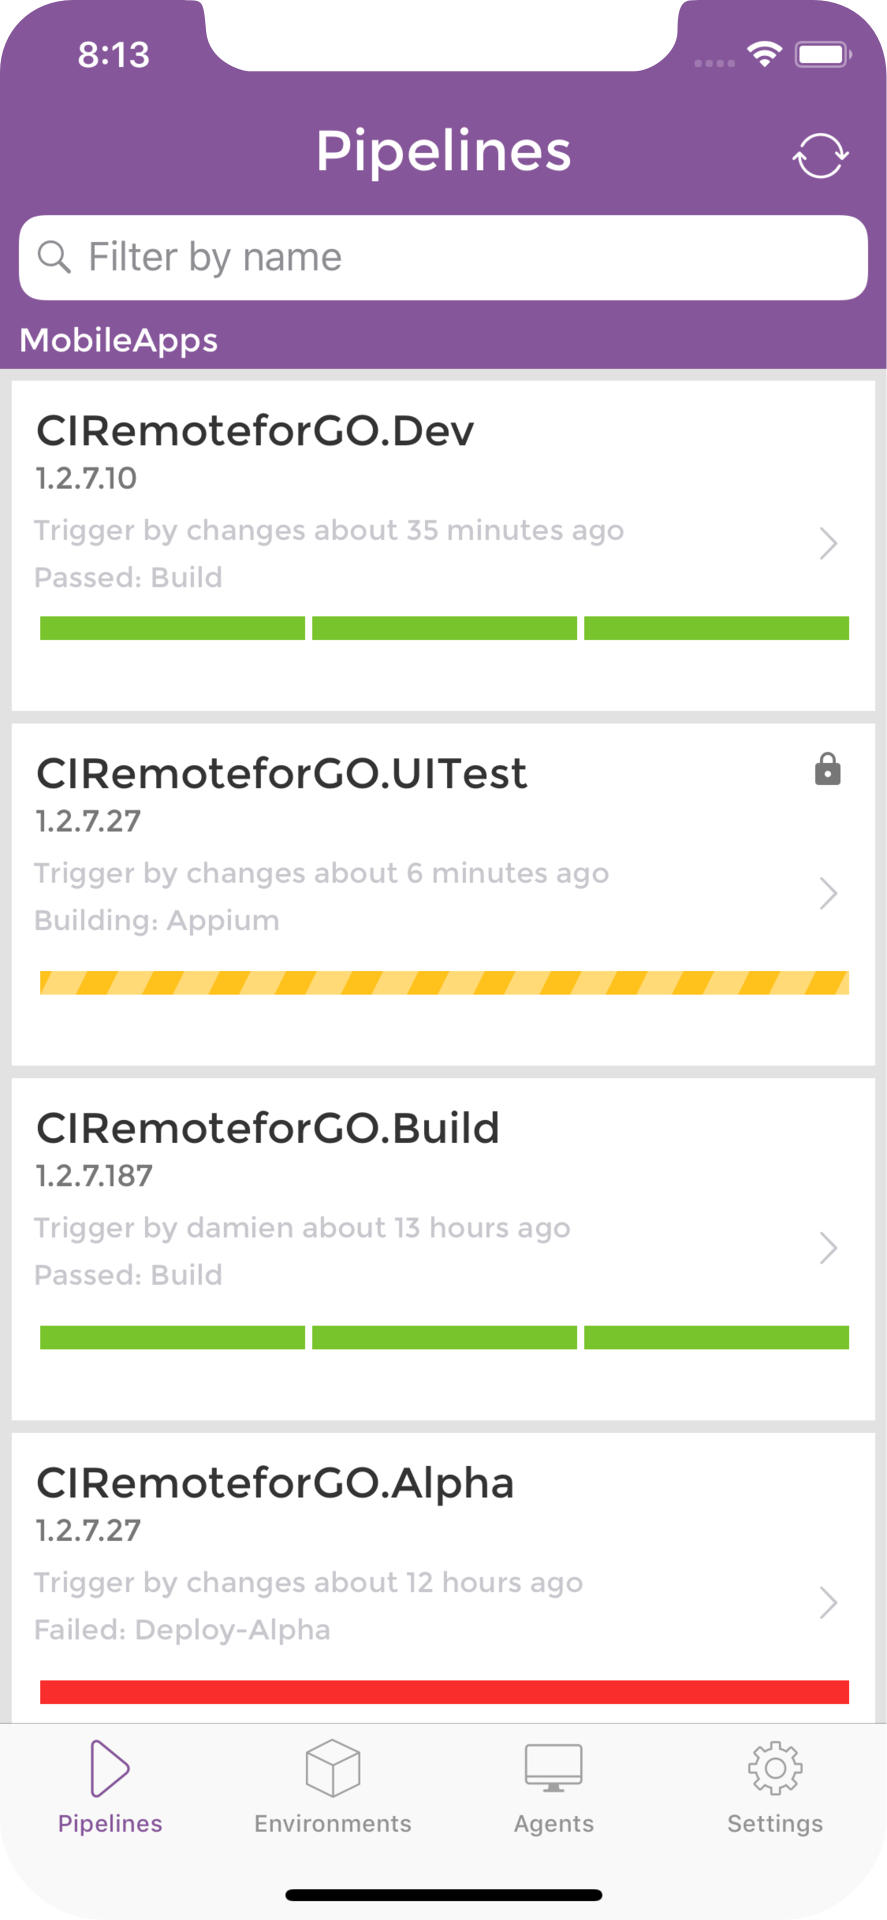 8:13
Pipelines
Filter by name
MobileApps
CIRemoteforGO.Dev
1.2.7.10
Trigger by changes about 35 minutes ago
Passed: Build
CIRemoteforGO.UITest
1.2.7.27
Trigger by changes about 6 minutes ago
Building: Appium
CIRemoteforGO.Build
1.2.7.187
Trigger by damien about 13 hours ago
Passed: Build
CIRemoteforGO.Alpha
1.2.7.27
Trigger by changes about 12 hours ago
Failed: Deploy-Alpha
Pipelines Environments Agents Settings